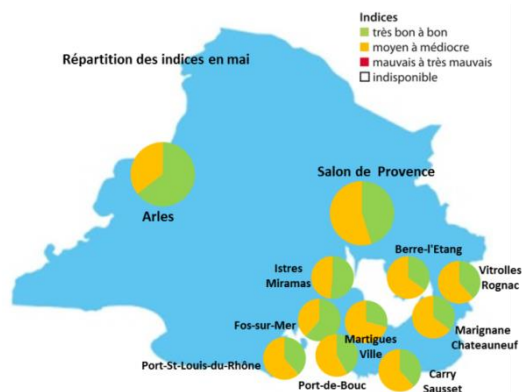 Indices
très bon à bon
moyen à médiocre
mauvais à très mauvais
indisponible
Répartition des indices en mai
Salon de Provence
Arles
Berre-l'Etang
Istres
Miramas
Vitrolles
Rognac
Fos-sur-Mer
Martigues
Ville
Marignane
Chateauneuf
Port-St-Louis-du-Rhône
Port-de-Bouc
Carry
Sausset